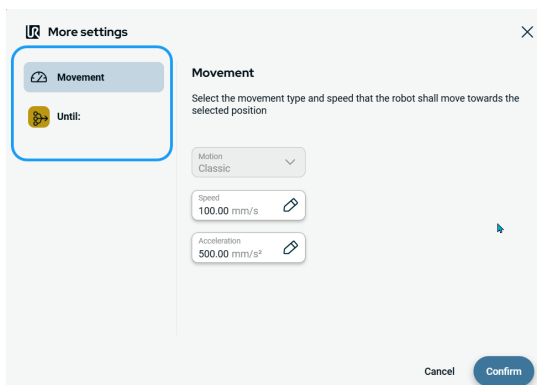 UR More settings
Movement
Until:
Movement
Select the movement type and speed that the robot shall move towards the
selected position
Motion
Classic
Speed
100.00 mm/s
Acceleration
500.00 mm/s²
Cancel
Confirm